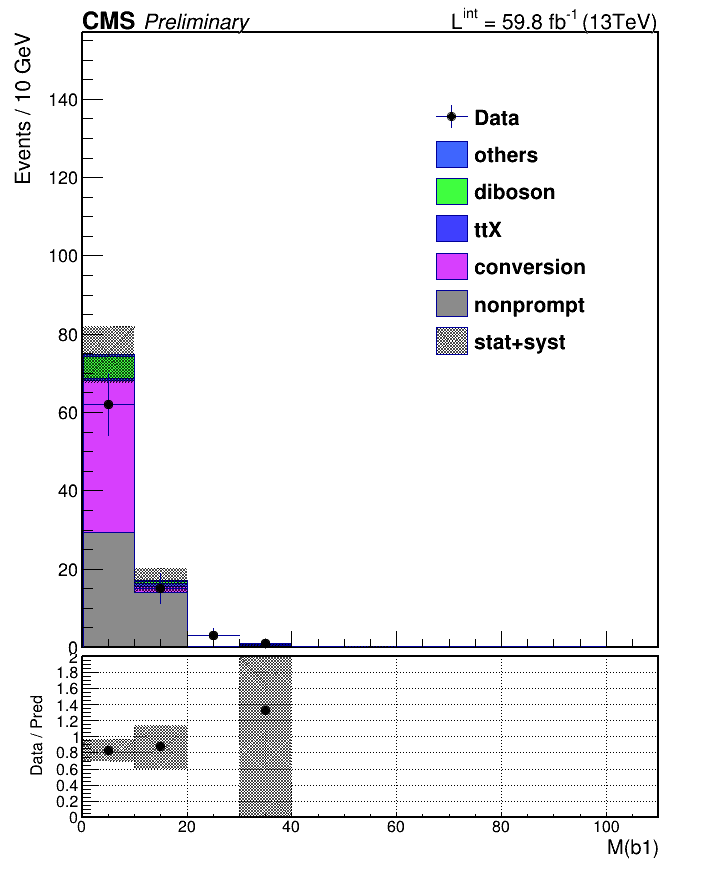 CMS Preliminary
L^int = 59.8 fb^-1 (13TeV)
Events / 10 GeV
140
120
100
80
60
40
20
0
Data
others
diboson
ttX
conversion
nonprompt
stat+syst
Data / Pred
2
1.8
1.6
1.4
1.2
1
0.8
0.6
0.4
0.2
0
0 20 40 60 80 100
M(b1)